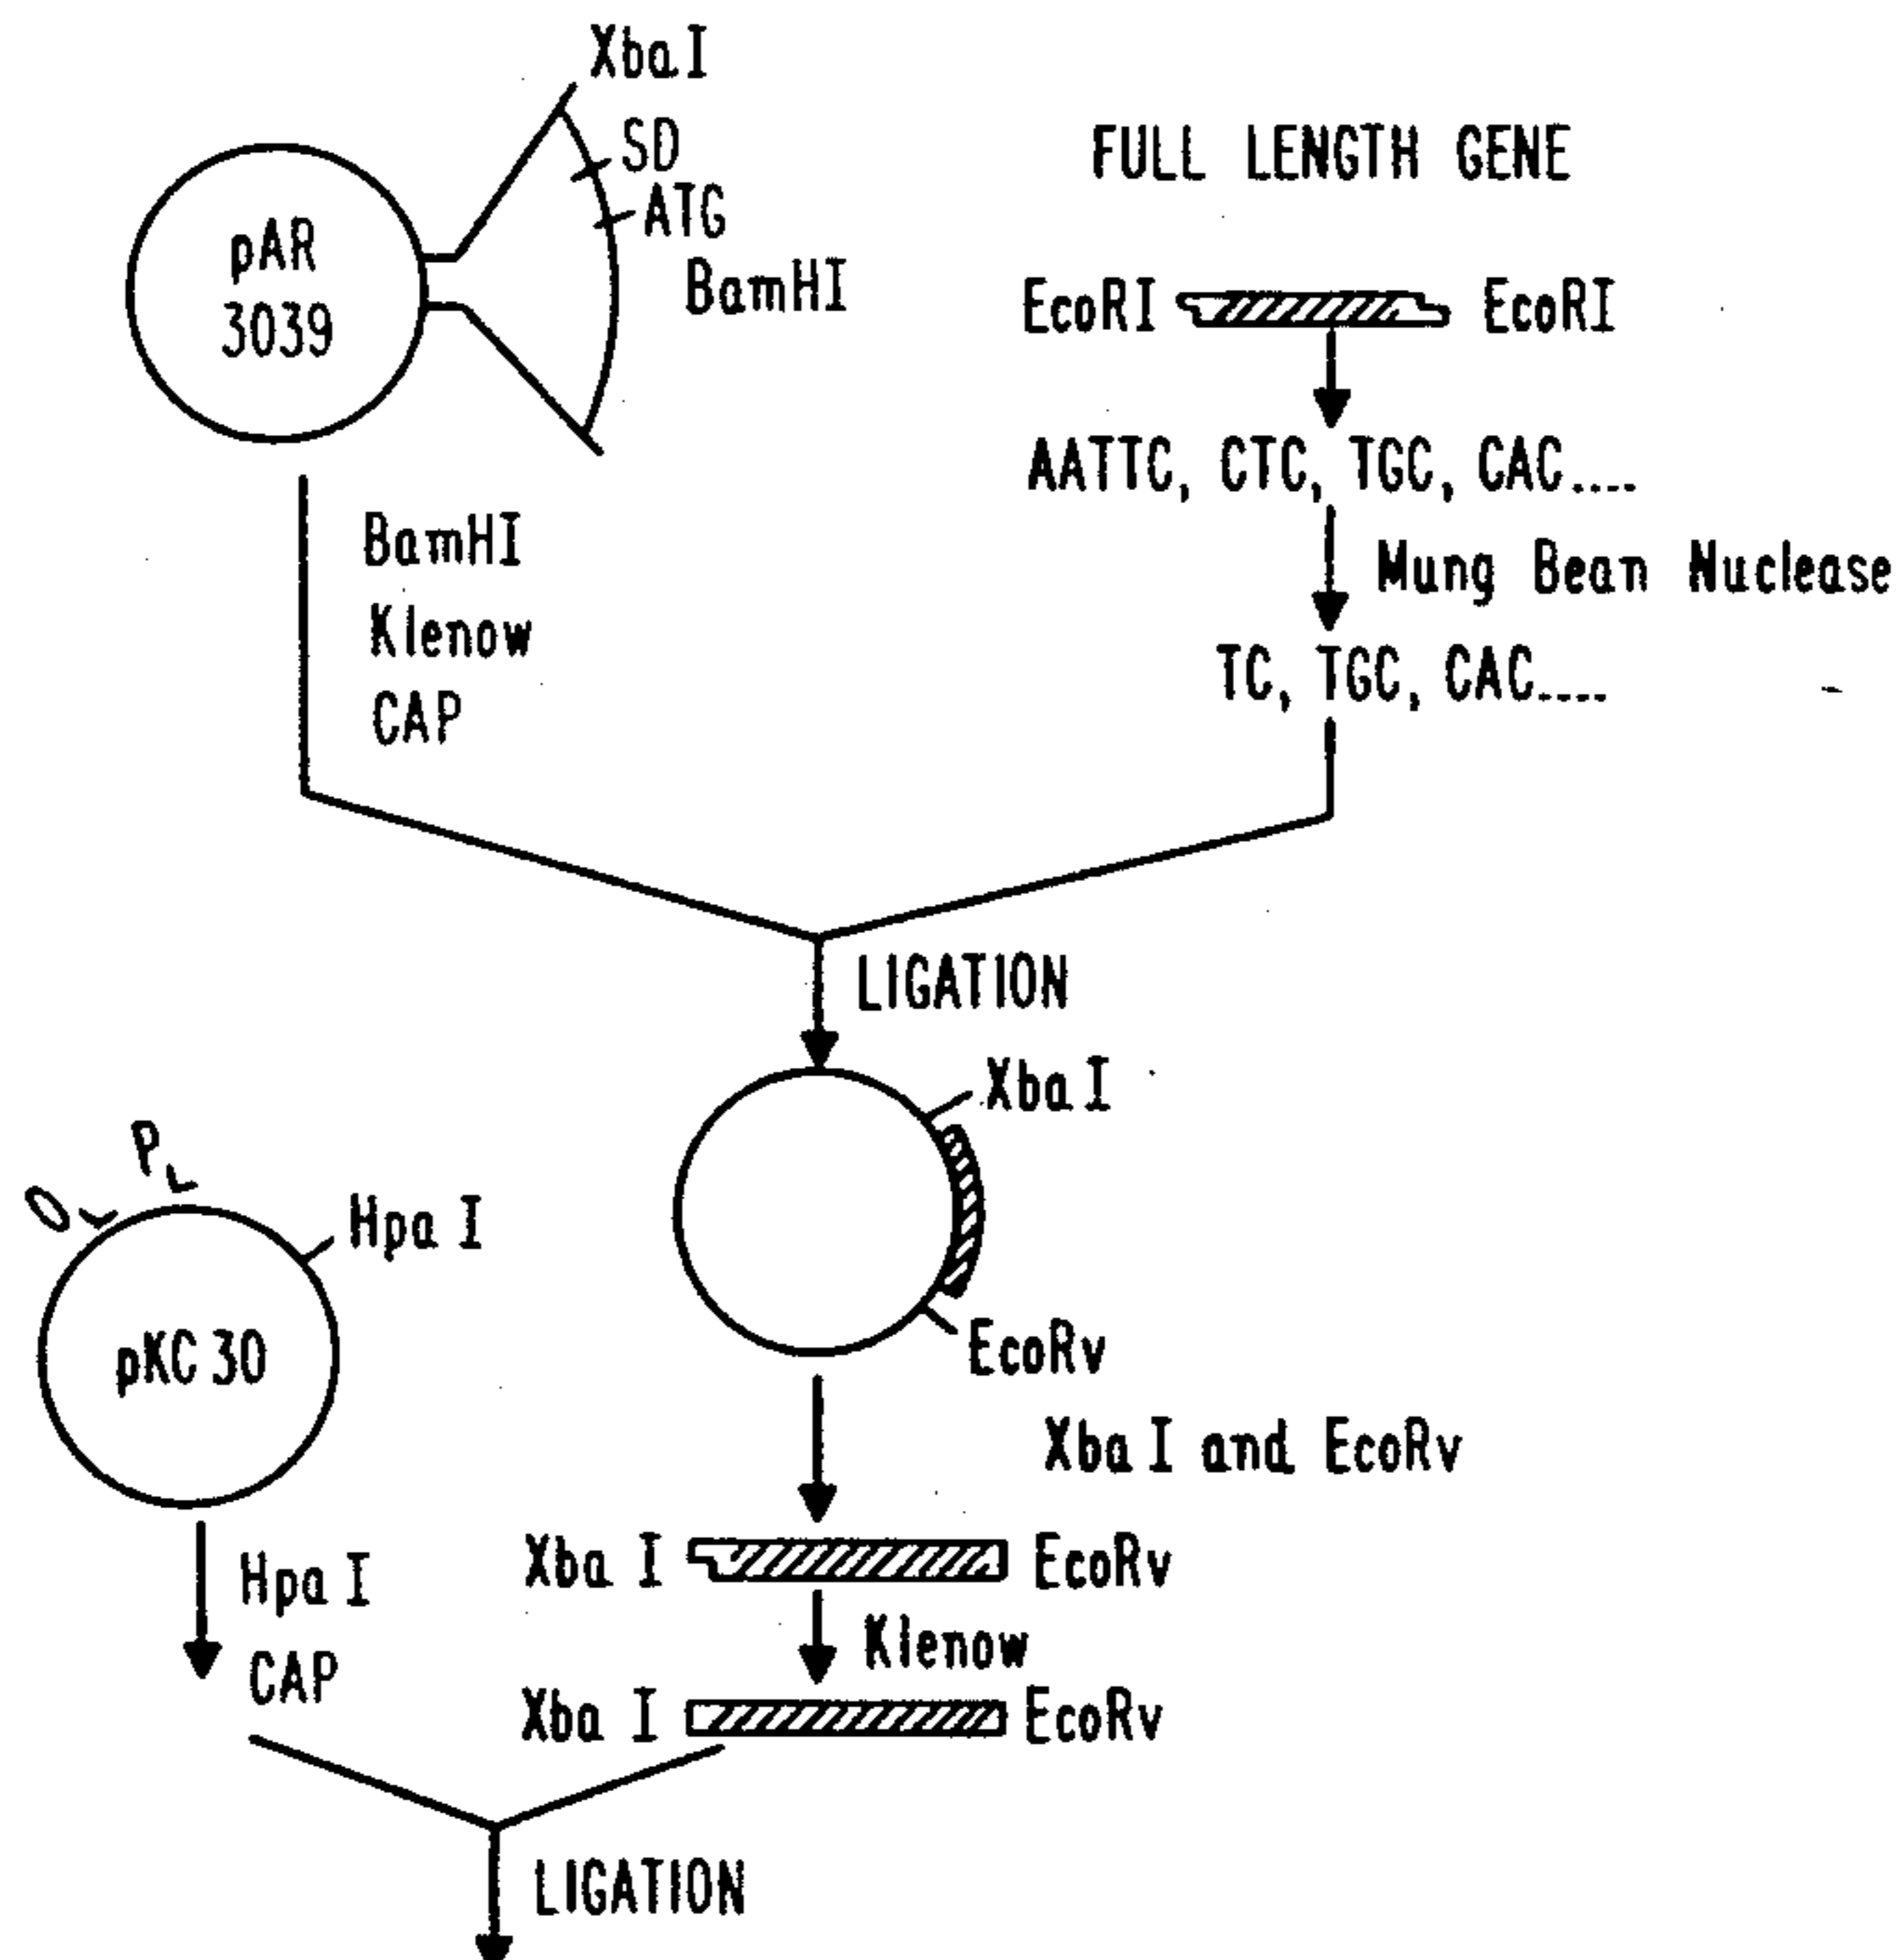 Xba I
SD
ATG
BamHI
pAR
3039
FULL LENGTH GENE
EcoRI
EcoRI
AATTC, CTC, TGC, CAC....
Mung Bean Nuclease
TC, TGC, CAC....
BamHI
Klenow
CAP
LIGATION
Xba I
EcoRv
O L
P L
Hpa I
pKC 30
Xba I and EcoRv
Hpa I
CAP
Xba I
EcoRv
Klenow
Xba I
EcoRv
LIGATION